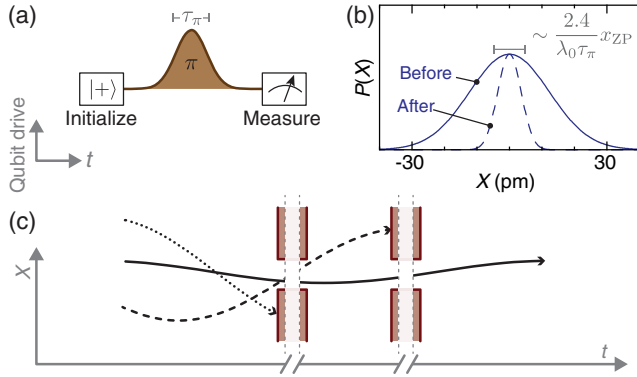 (a)
τπ
π
|+⟩
Initialize
Measure
Qubit drive
t
(b)
P(X)
Before
After
~ 2.4/(λ0τπ) xZP
-30
30
X (pm)
(c)
X
t